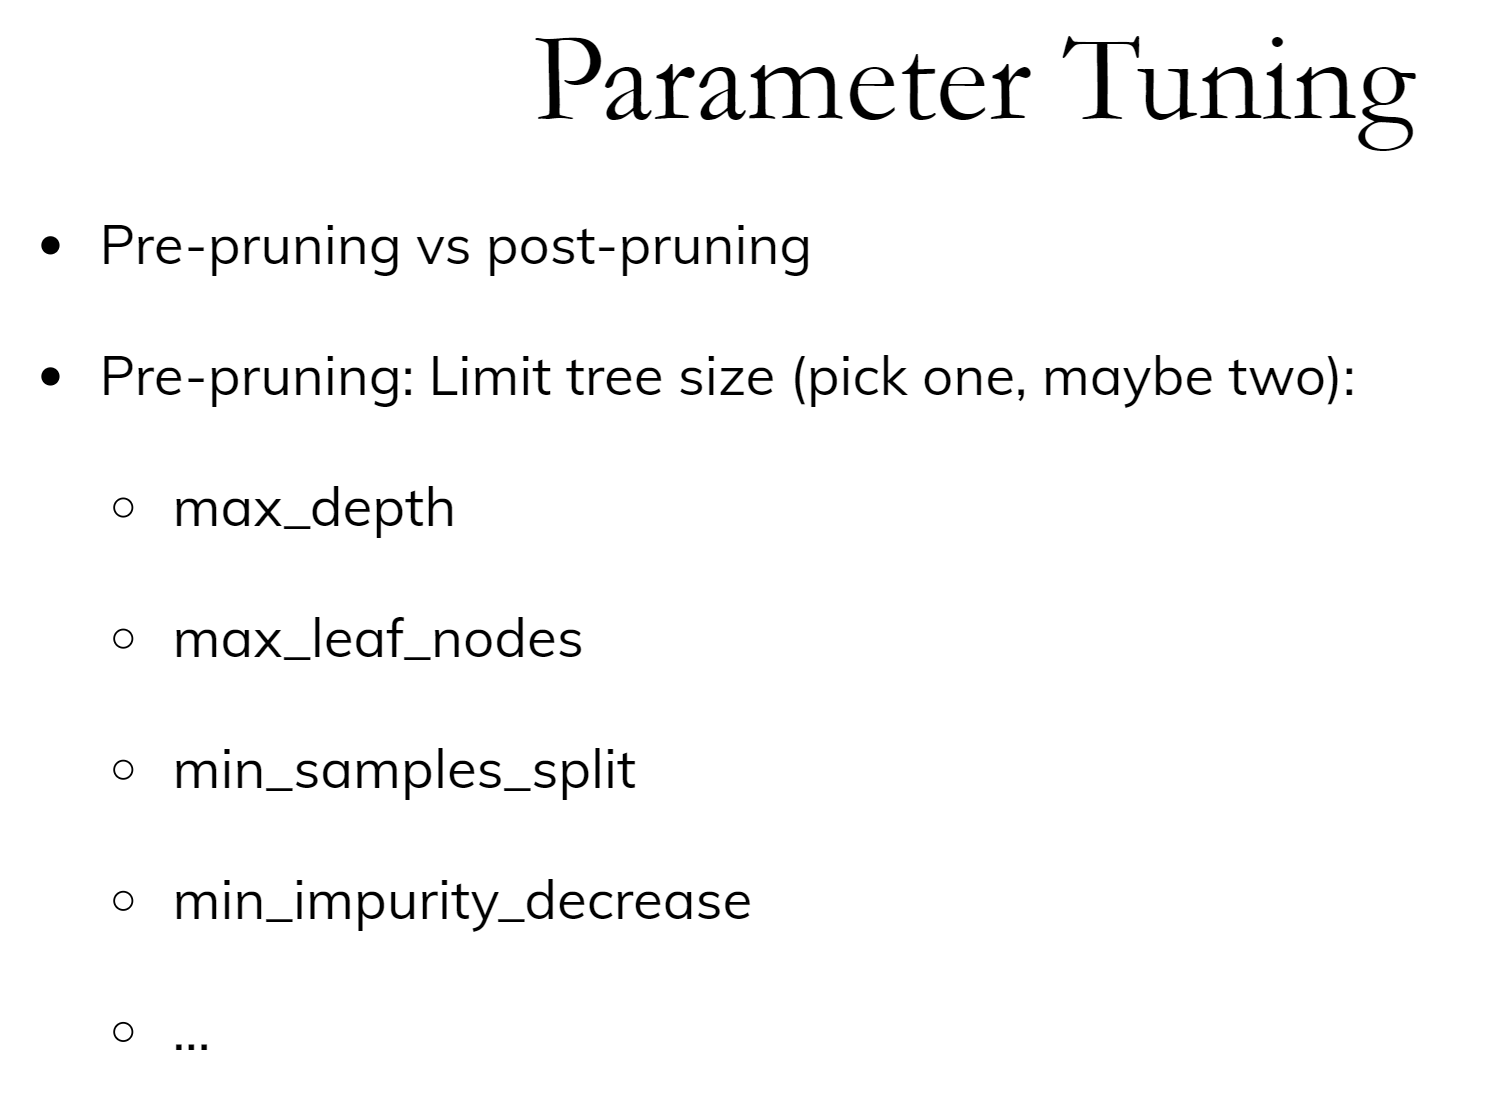 Parameter Tuning
• Pre-pruning vs post-pruning
• Pre-pruning: Limit tree size (pick one, maybe two):
○ max_depth
○ max_leaf_nodes
○ min_samples_split
○ min_impurity_decrease
○ ...